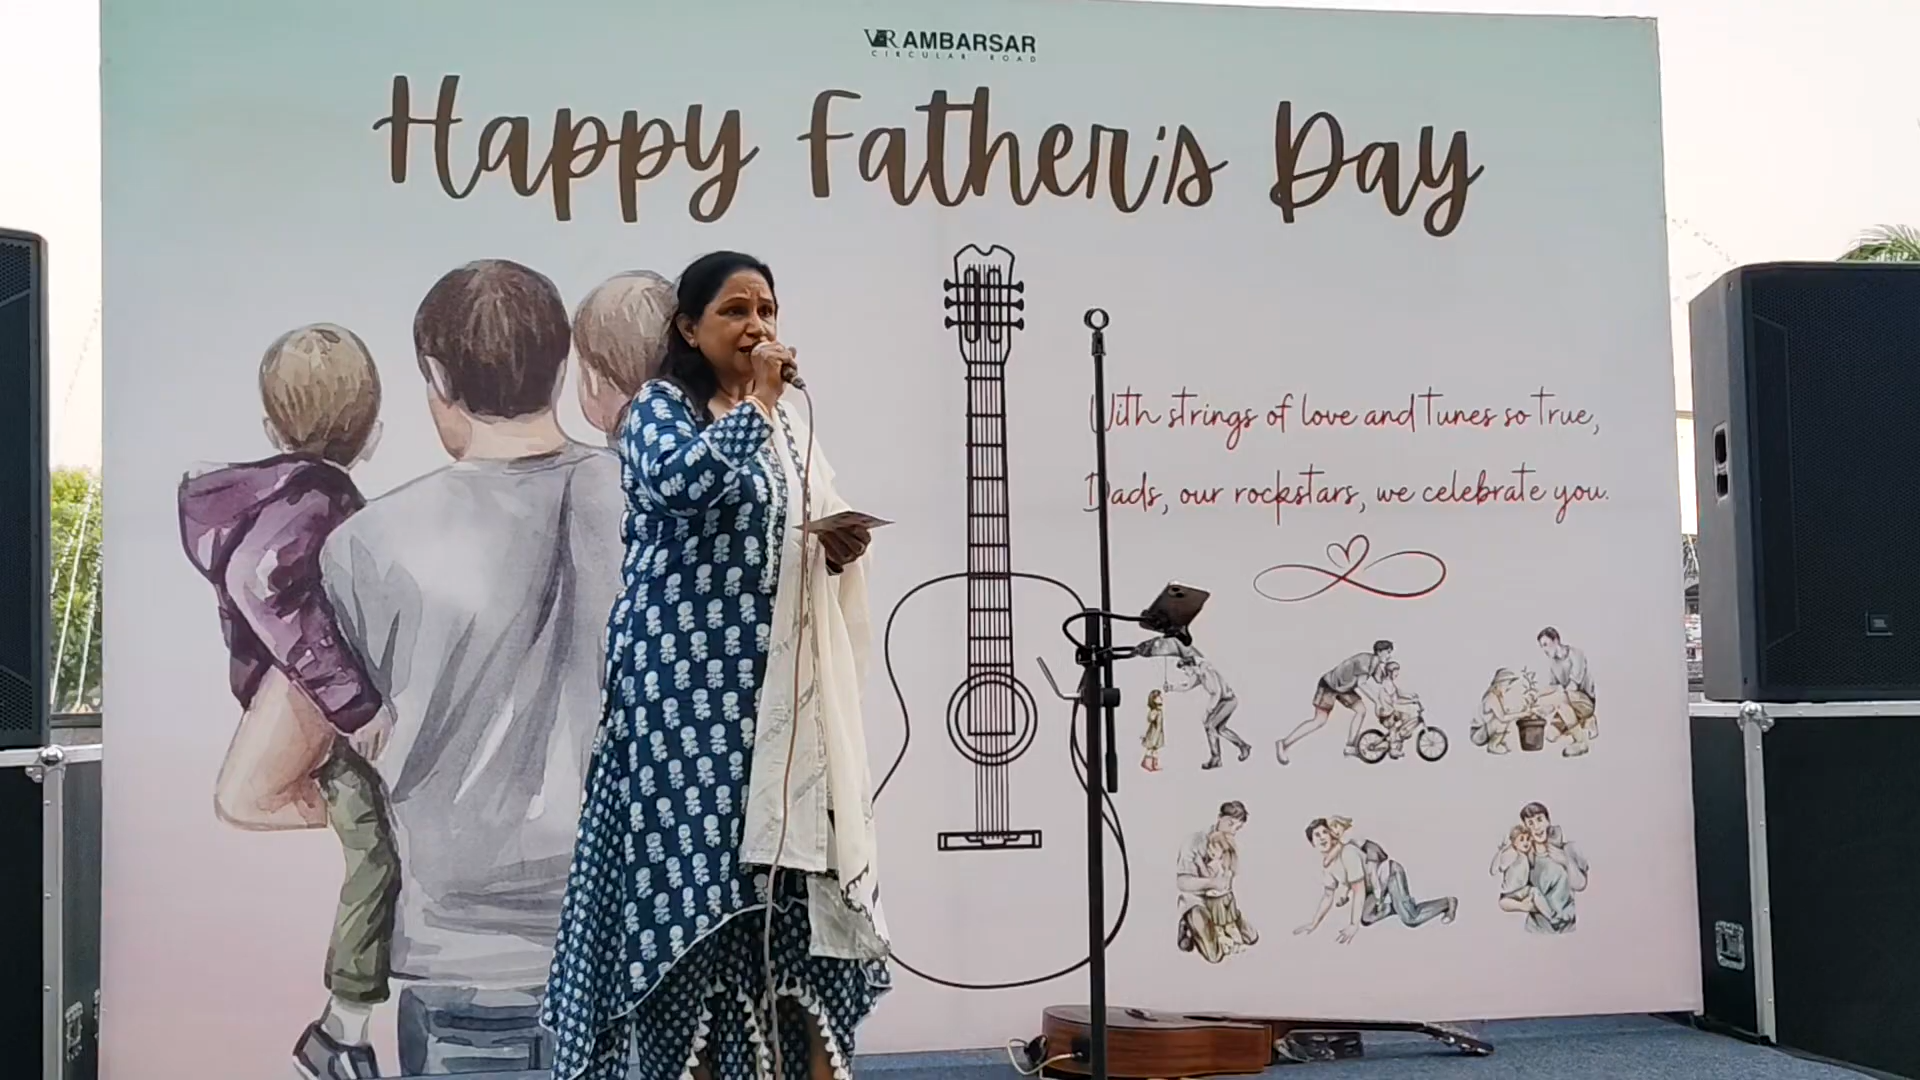 VR AMBARSAR
CIRCULAR ROAD
Happy Father's Day
With strings of love and tunes so true,
Dads, our rockstars, we celebrate you.